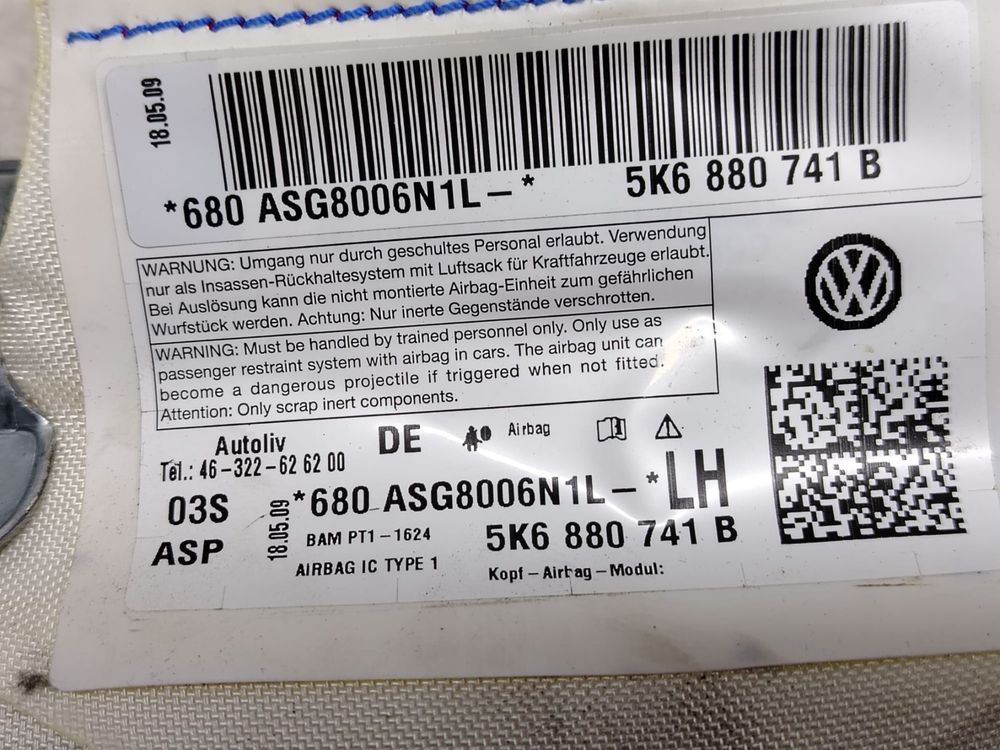 18.05.09
*680 ASG8006N1L-*
5K6 880 741 B
WARNUNG: Umgang nur durch geschultes Personal erlaubt. Verwendung
nur als Insassen-Rückhaltesystem mit Luftsack für Kraftfahrzeuge erlaubt.
Bei Auslösung kann die nicht montierte Airbag-Einheit zum gefährlichen
Wurfstück werden. Achtung: Nur inerte Gegenstände verschrotten.
WARNING: Must be handled by trained personnel only. Only use as
passenger restraint system with airbag in cars. The airbag unit can
become a dangerous projectile if triggered when not fitted.
Attention: Only scrap inert components.
Autoliv
Tel.: 46-322-626200
DE
Airbag
03S
ASP
18.05.09
*680 ASG8006N1L-*
LH
BAM PT1-1624
5K6 880 741 B
AIRBAG IC TYPE 1
Kopf-Airbag-Modul: